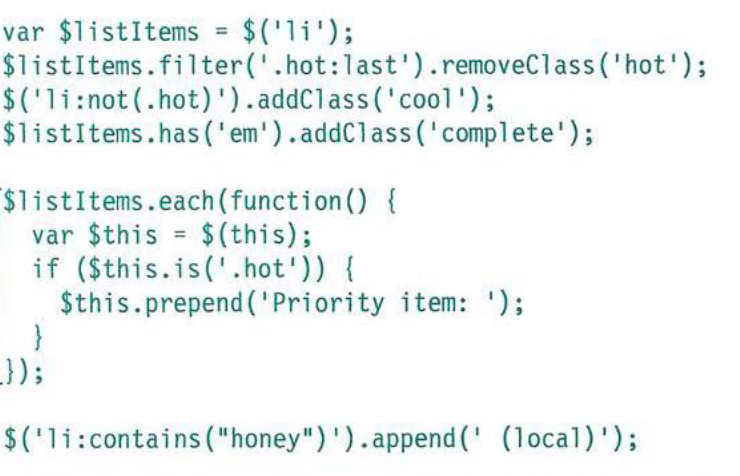 var $listItems = $('li');
$listItems.filter('.hot:last').removeClass('hot');
$('li:not(.hot)').addClass('cool');
$listItems.has('em').addClass('complete');
$listItems.each(function() {
var $this = $(this);
if ($this.is('.hot')) {
$this.prepend('Priority item: ');
}
});
$('li:contains("honey")').append(' (local)');